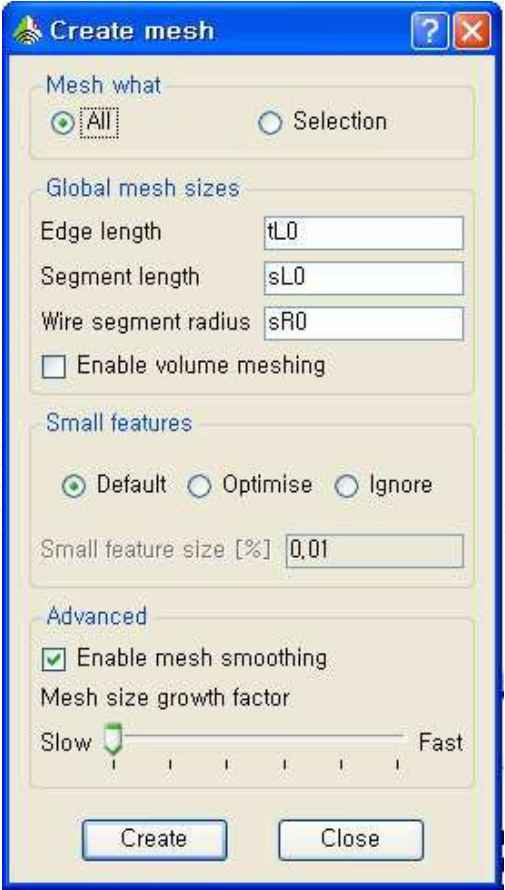 Create mesh
Mesh what
All Selection
Global mesh sizes
Edge length tL0
Segment length sL0
Wire segment radius sR0
Enable volume meshing
Small features
Default Optimise Ignore
Small feature size [%] 0,01
Advanced
Enable mesh smoothing
Mesh size growth factor
Slow Fast
Create Close